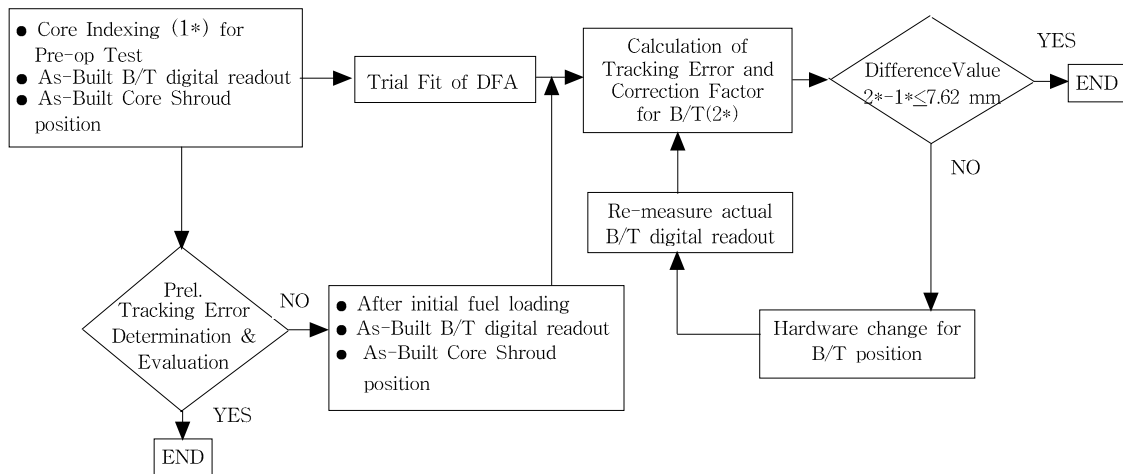 ● Core Indexing (1*) for
Pre-op Test
● As-Built B/T digital readout
● As-Built Core Shroud
position
Trial Fit of DFA
Calculation of
Tracking Error and
Correction Factor
for B/T(2*)
DifferenceValue
2*-1*≤7.62 mm
YES
END
NO
Re-measure actual
B/T digital readout
Hardware change for
B/T position
Prel.
Tracking Error
Determination &
Evaluation
NO
● After initial fuel loading
● As-Built B/T digital readout
● As-Built Core Shroud
position
YES
END